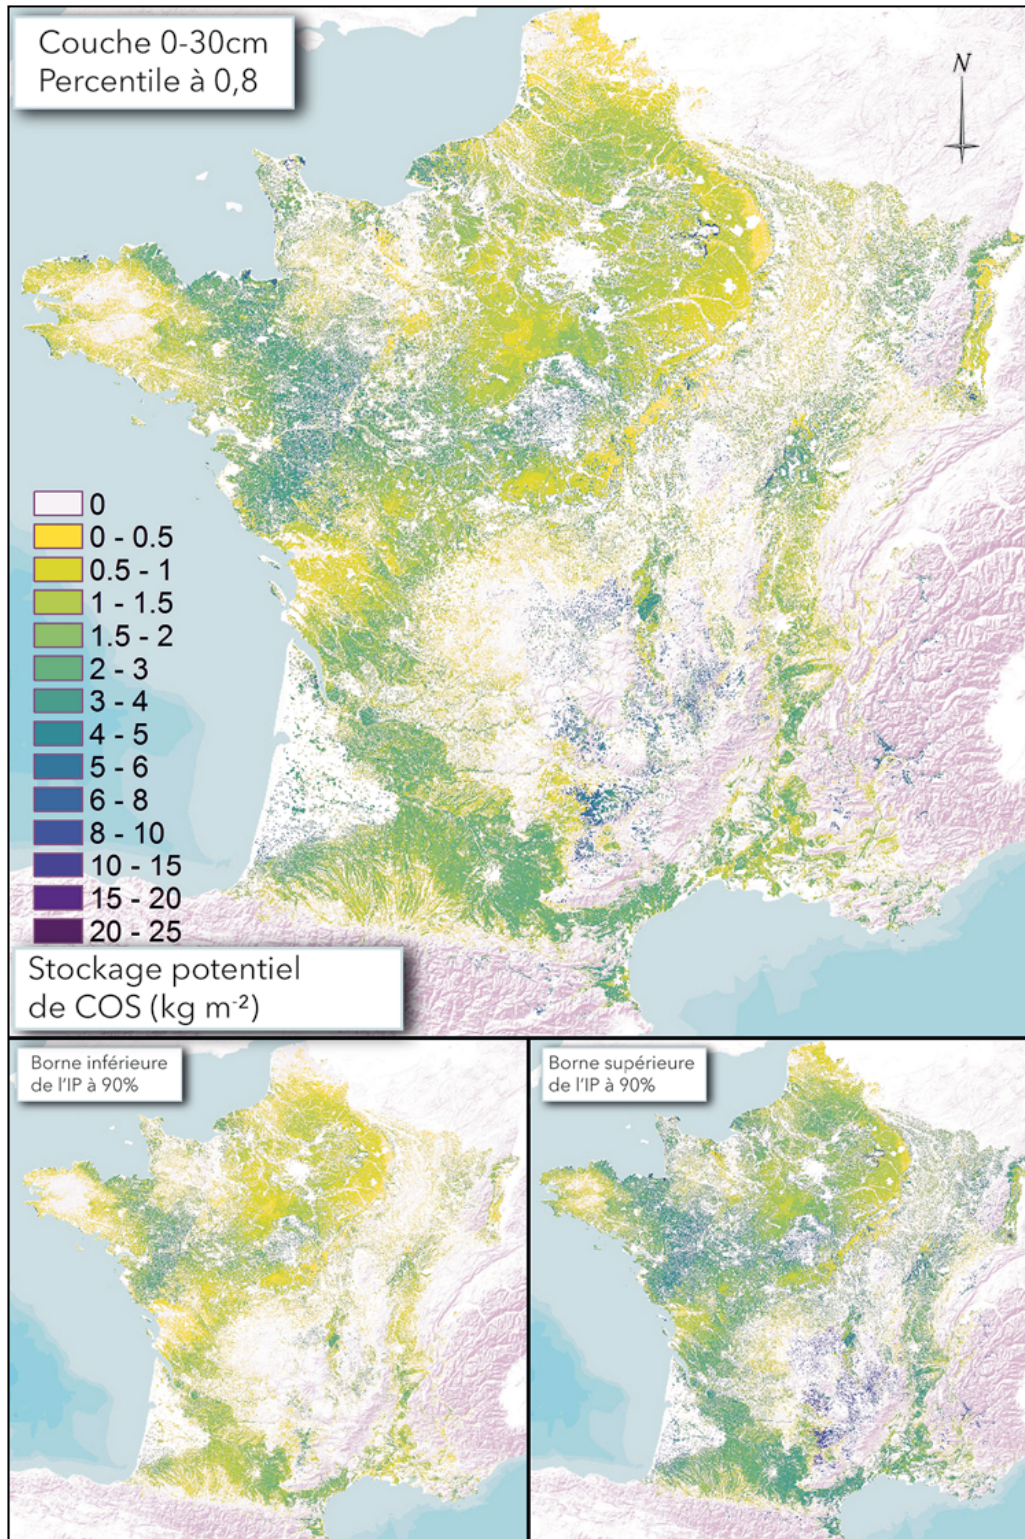 Couche 0-30cm
Percentile à 0,8
N
0
0 - 0.5
0.5 - 1
1 - 1.5
1.5 - 2
2 - 3
3 - 4
4 - 5
5 - 6
6 - 8
8 - 10
10 - 15
15 - 20
20 - 25
Stockage potentiel
de COS (kg m⁻²)
Borne inférieure
de l'IP à 90%
Borne supérieure
de l'IP à 90%